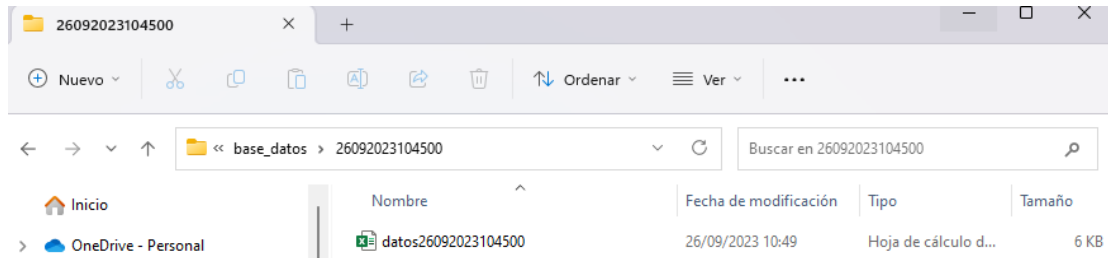 26092023104500
Nuevo Ordenar Ver
« base_datos > 26092023104500 Buscar en 26092023104500
Inicio Nombre Fecha de modificación Tipo Tamaño
OneDrive - Personal datos26092023104500 26/09/2023 10:49 Hoja de cálculo d... 6 KB